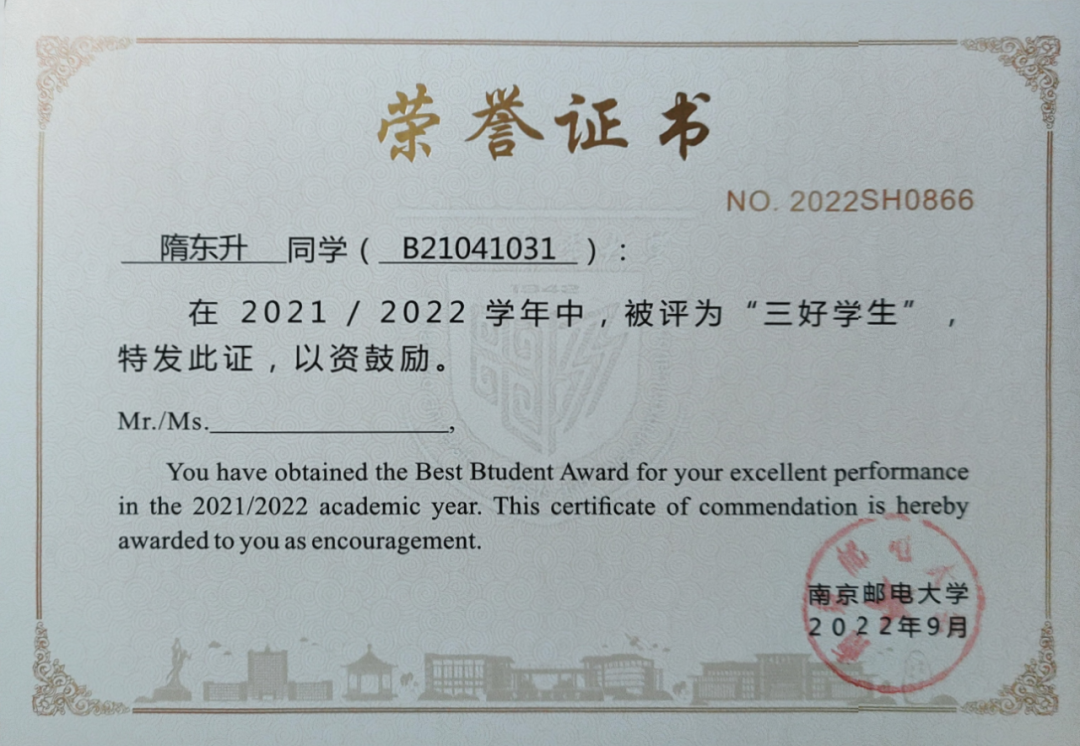 荣誉证书
NO. 2022SH0866
隋东升 同学（ B21041031 ）：
在 2021 / 2022 学年中，被评为“三好学生”，
特发此证，以资鼓励。
Mr./Ms.________________,
You have obtained the Best Btudent Award for your excellent performance
in the 2021/2022 academic year. This certificate of commendation is hereby
awarded to you as encouragement.
南京邮电大学
2022年9月
1942